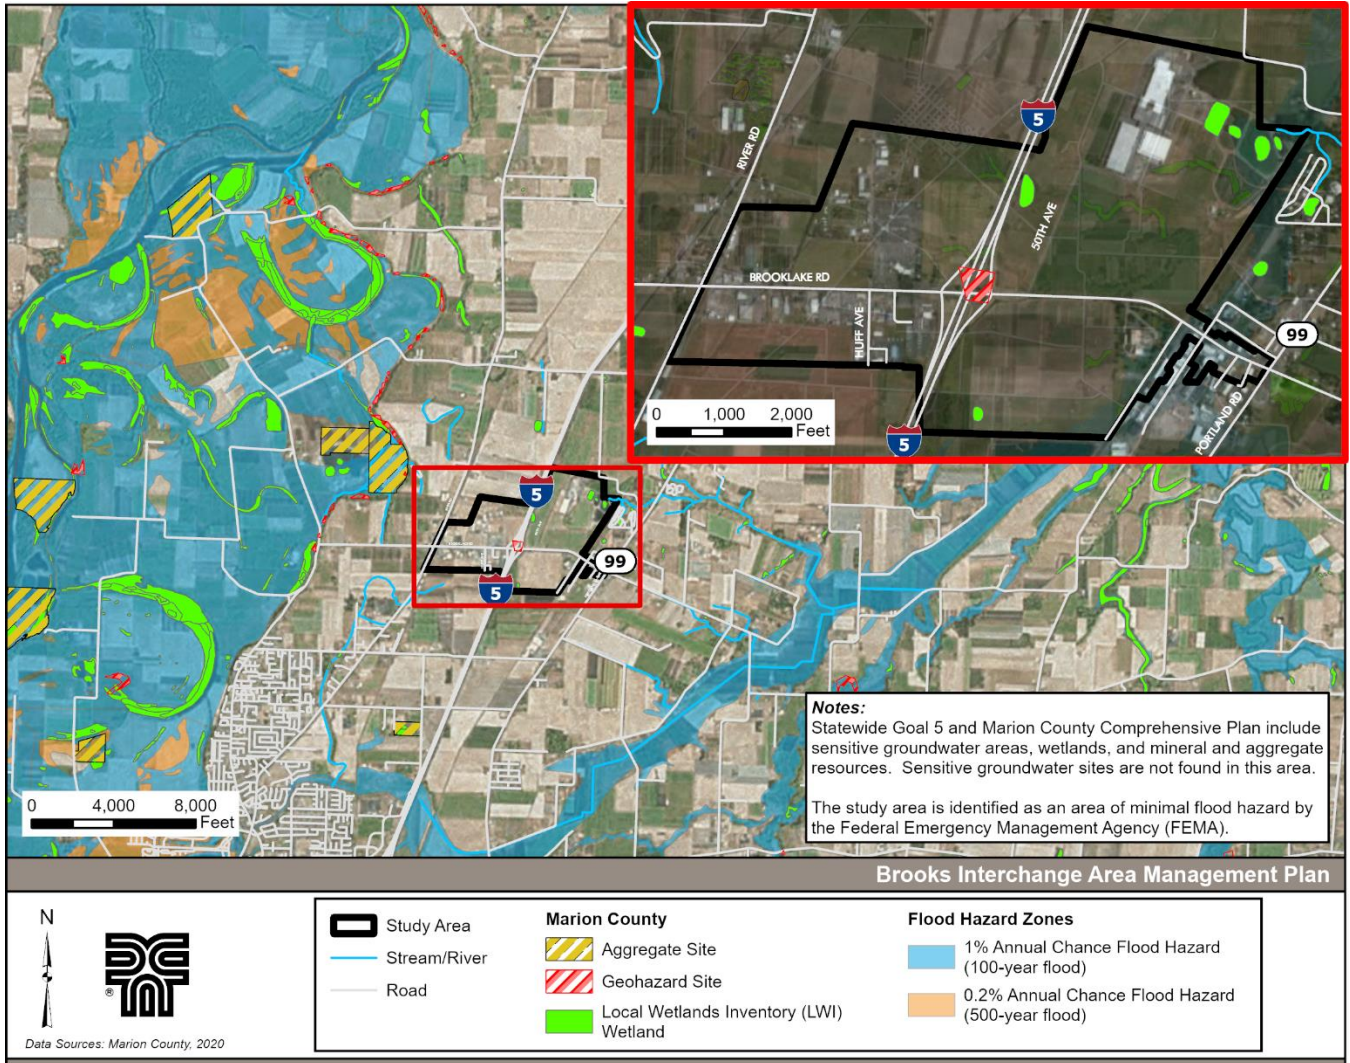 RIVER RD
5
50TH AVE
BROOKLAKE RD
HUFF AVE
99
PORTLAND RD
5
0 1,000 2,000
Feet
5
99
5
Notes:
Statewide Goal 5 and Marion County Comprehensive Plan include
sensitive groundwater areas, wetlands, and mineral and aggregate
resources. Sensitive groundwater sites are not found in this area.
The study area is identified as an area of minimal flood hazard by
the Federal Emergency Management Agency (FEMA).
0 4,000 8,000
Feet
Brooks Interchange Area Management Plan
N
®
Data Sources: Marion County, 2020
Study Area
Stream/River
Road
Marion County
Aggregate Site
Geohazard Site
Local Wetlands Inventory (LWI)
Wetland
Flood Hazard Zones
1% Annual Chance Flood Hazard
(100-year flood)
0.2% Annual Chance Flood Hazard
(500-year flood)